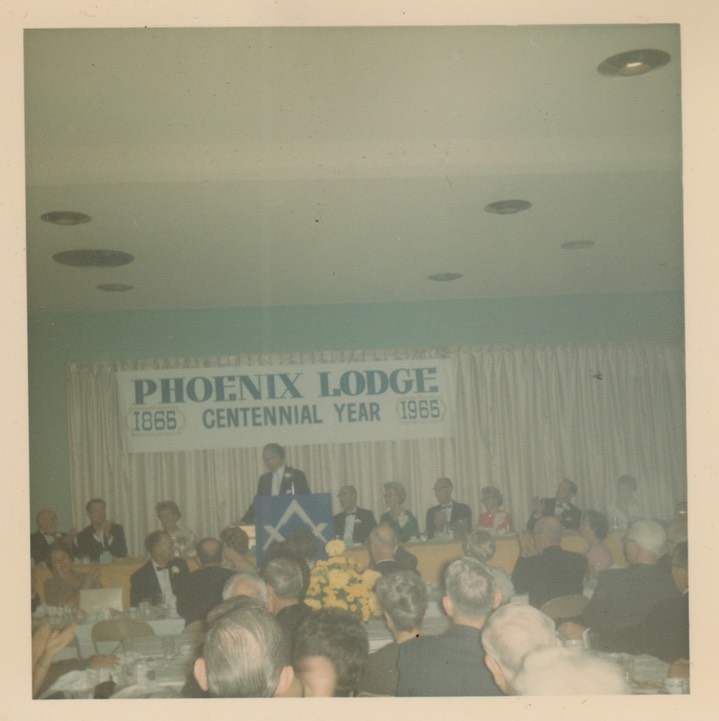 PHOENIX LODGE
1866 CENTENNIAL YEAR 1966